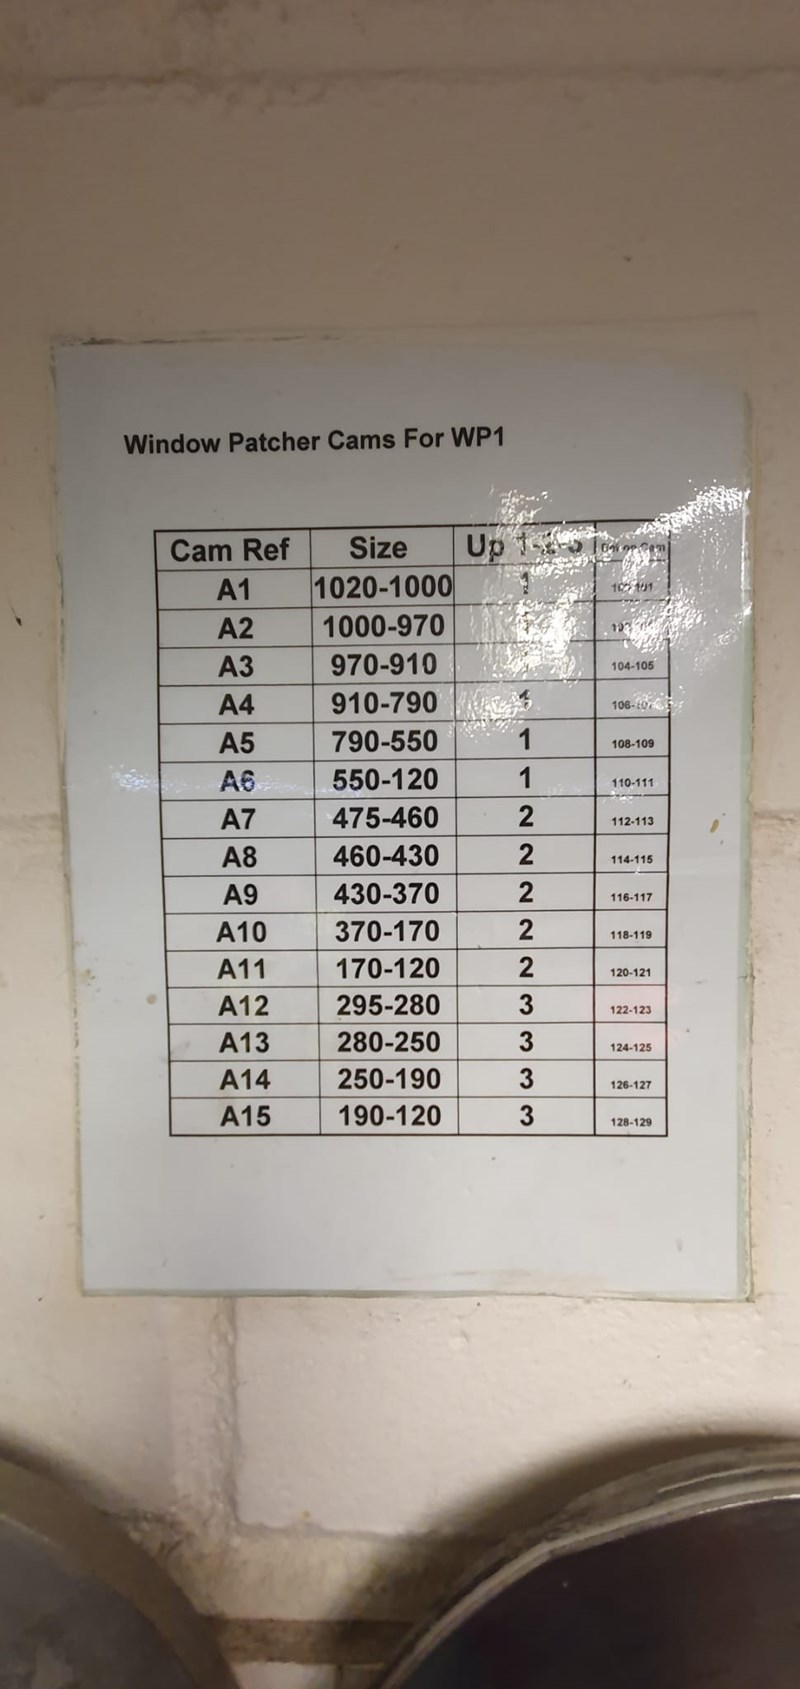 Window Patcher Cams For WP1
Cam Ref Size Up 1-2-3
A1 1020-1000 1
A2 1000-970
A3 970-910 104-105
A4 910-790 1
A5 790-550 1 108-109
A6 550-120 1 110-111
A7 475-460 2 112-113
A8 460-430 2 114-115
A9 430-370 2 116-117
A10 370-170 2 118-119
A11 170-120 2 120-121
A12 295-280 3 122-123
A13 280-250 3 124-125
A14 250-190 3 126-127
A15 190-120 3 128-129